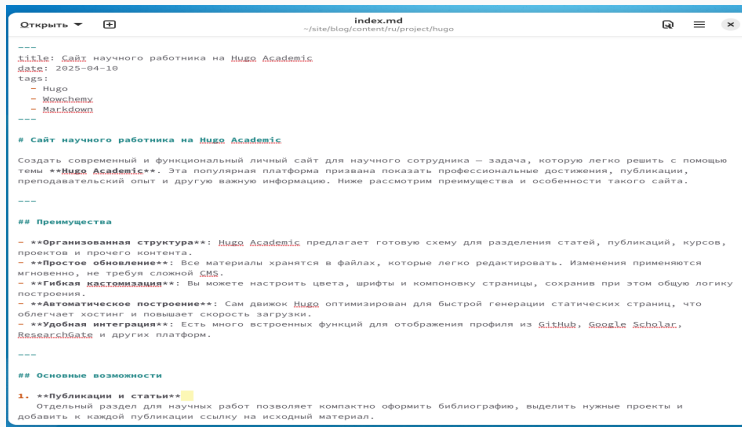 Открыть
index.md
~/site/blog/content/ru/project/hugo
---
title: Сайт научного работника на Hugo Academic
date: 2025-04-10
tags:
- Hugo
- Wowchemy
- Markdown
---
# Сайт научного работника на Hugo Academic
Создать современный и функциональный личный сайт для научного сотрудника — задача, которую легко решить с помощью
темы **Hugo Academic**. Эта популярная платформа призвана показать профессиональные достижения, публикации,
преподавательский опыт и другую важную информацию. Ниже рассмотрим преимущества и особенности такого сайта.
---
## Преимущества
- **Организованная структура**: Hugo Academic предлагает готовую схему для разделения статей, публикаций, курсов,
проектов и прочего контента.
- **Простое обновление**: Все материалы хранятся в файлах, которые легко редактировать. Изменения применяются
мгновенно, не требуя сложной CMS.
- **Гибкая кастомизация**: Вы можете настроить цвета, шрифты и компоновку страницы, сохранив при этом общую логику
построения.
- **Автоматическое построение**: Сам движок Hugo оптимизирован для быстрой генерации статических страниц, что
облегчает хостинг и повышает скорость загрузки.
- **Удобная интеграция**: Есть много встроенных функций для отображения профиля из GitHub, Google Scholar,
ResearchGate и других платформ.
---
## Основные возможности
1. **Публикации и статьи**
Отдельный раздел для научных работ позволяет компактно оформить библиографию, выделить нужные проекты и
добавить к каждой публикации ссылку на исходный материал.